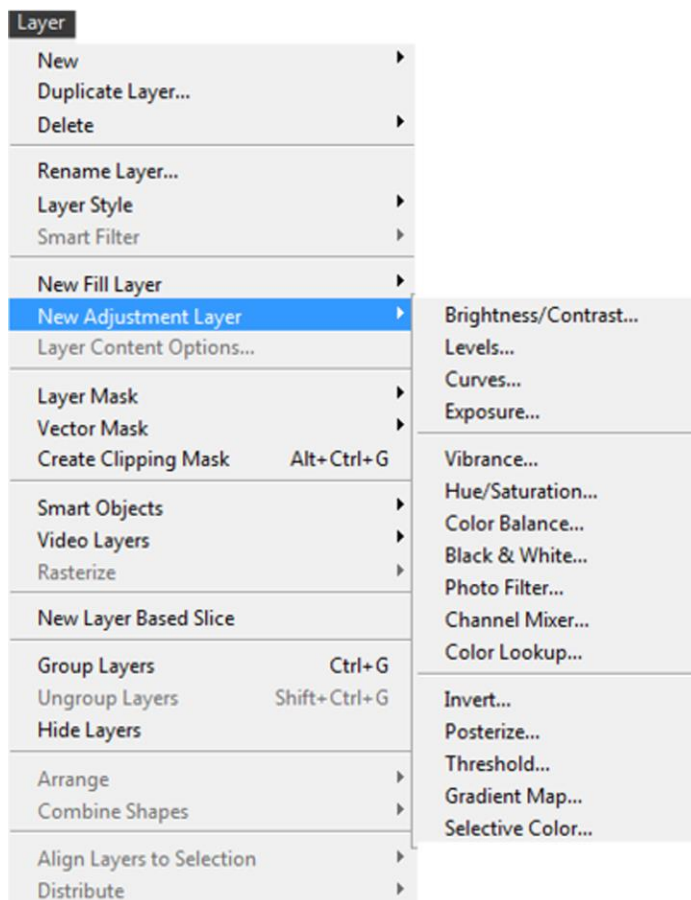 Layer
New
Duplicate Layer...
Delete
Rename Layer...
Layer Style
Smart Filter
New Fill Layer
New Adjustment Layer
Layer Content Options...
Layer Mask
Vector Mask
Create Clipping Mask Alt+Ctrl+G
Smart Objects
Video Layers
Rasterize
New Layer Based Slice
Group Layers Ctrl+G
Ungroup Layers Shift+Ctrl+G
Hide Layers
Arrange
Combine Shapes
Align Layers to Selection
Distribute
Brightness/Contrast...
Levels...
Curves...
Exposure...
Vibrance...
Hue/Saturation...
Color Balance...
Black & White...
Photo Filter...
Channel Mixer...
Color Lookup...
Invert...
Posterize...
Threshold...
Gradient Map...
Selective Color...